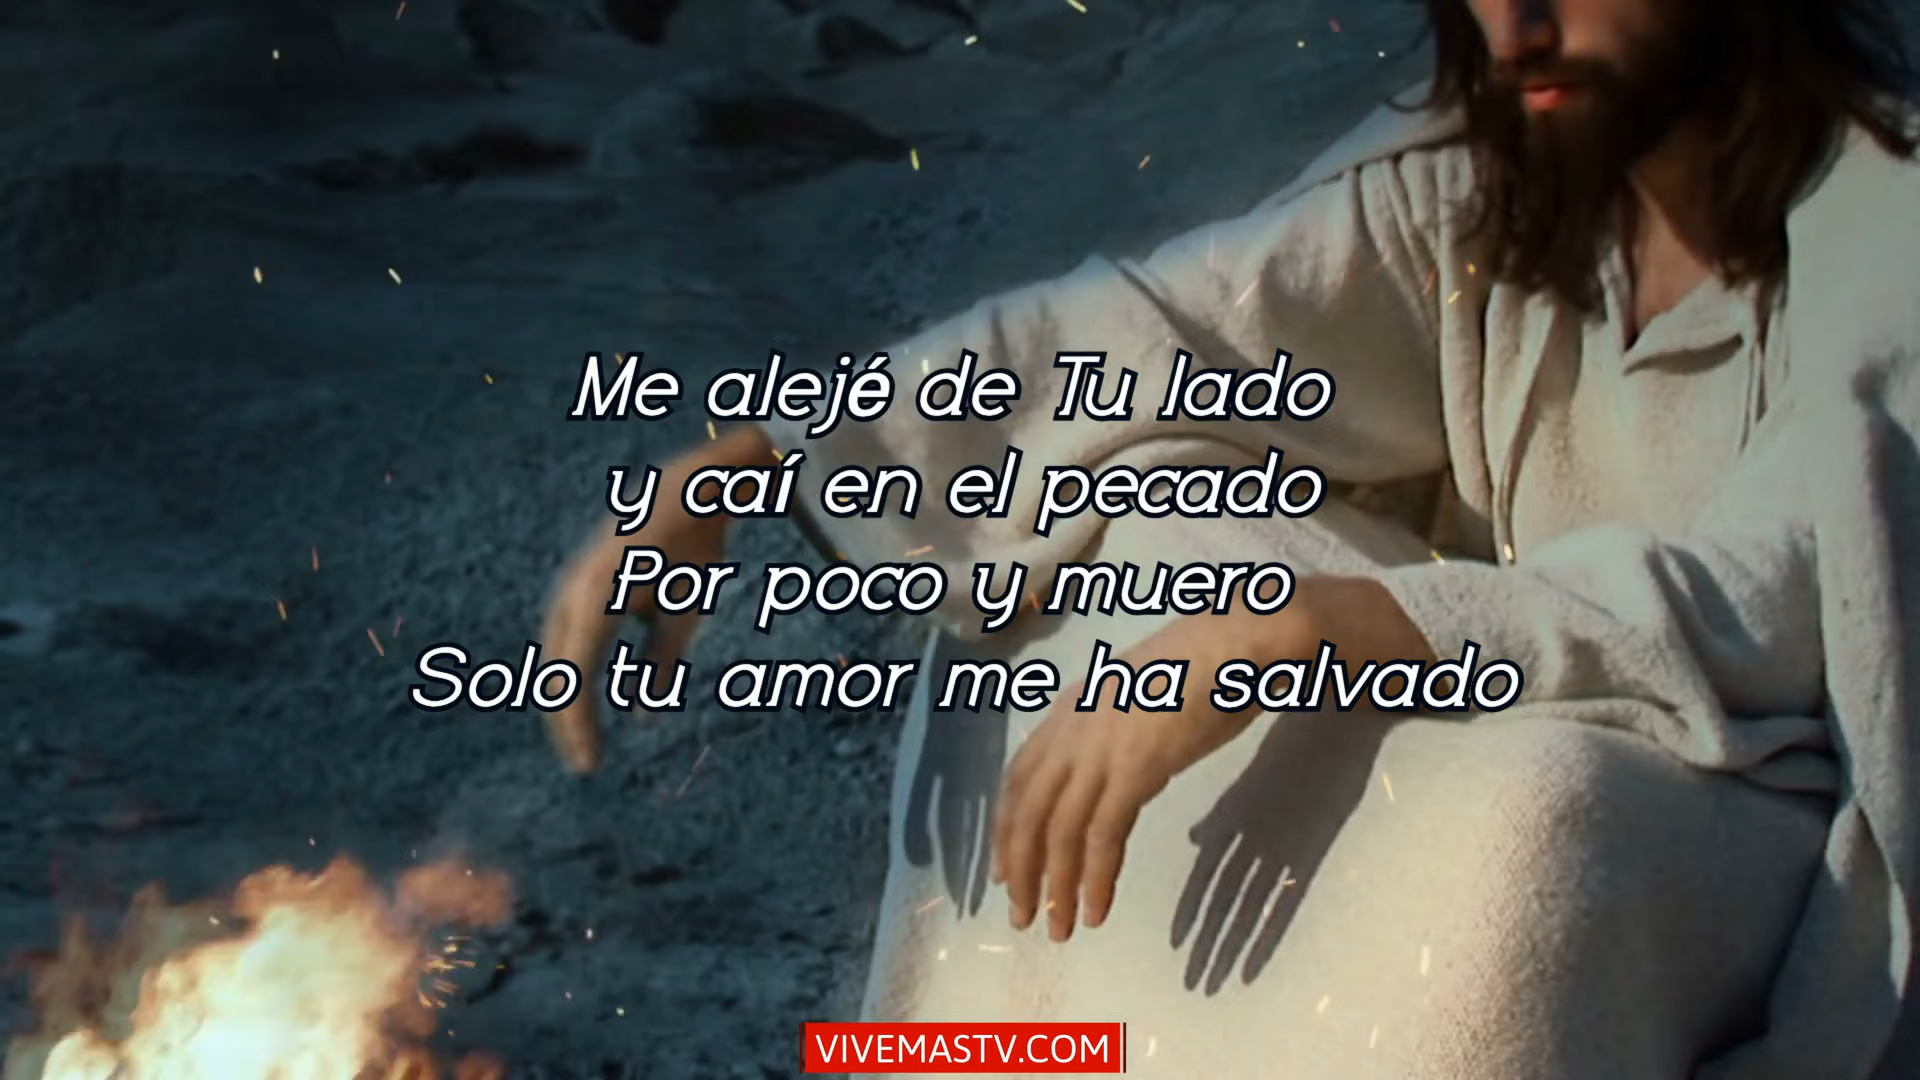 Me alejé de Tu lado
y caí en el pecado
Por poco y muero
Solo tu amor me ha salvado
VIVEMASTV.COM